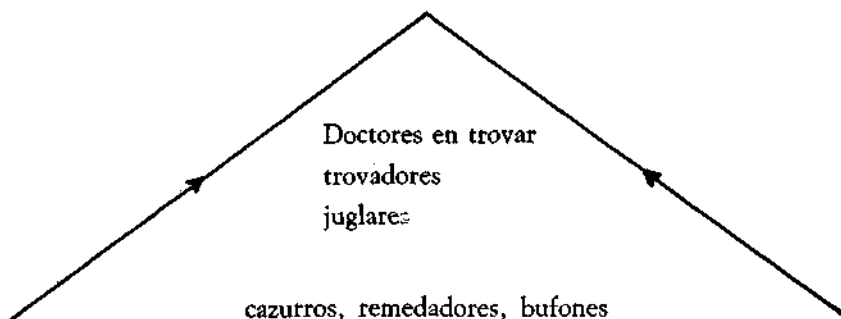 Doctores en trovar
trovadores
juglares
cazurros, remedadores, bufones